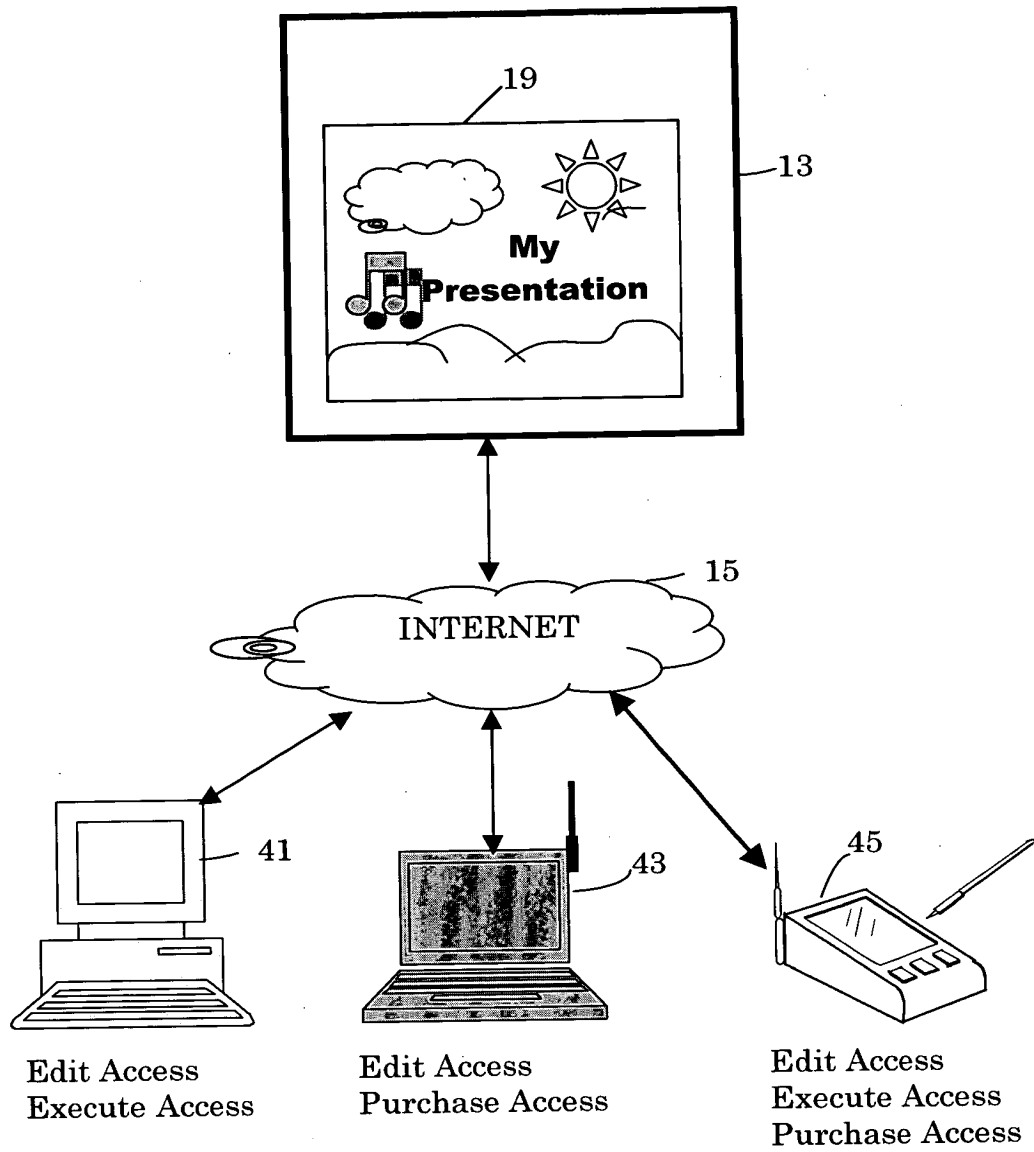 19
13
My
Presentation
15
INTERNET
41
43
45
Edit Access
Execute Access
Edit Access
Purchase Access
Edit Access
Execute Access
Purchase Access